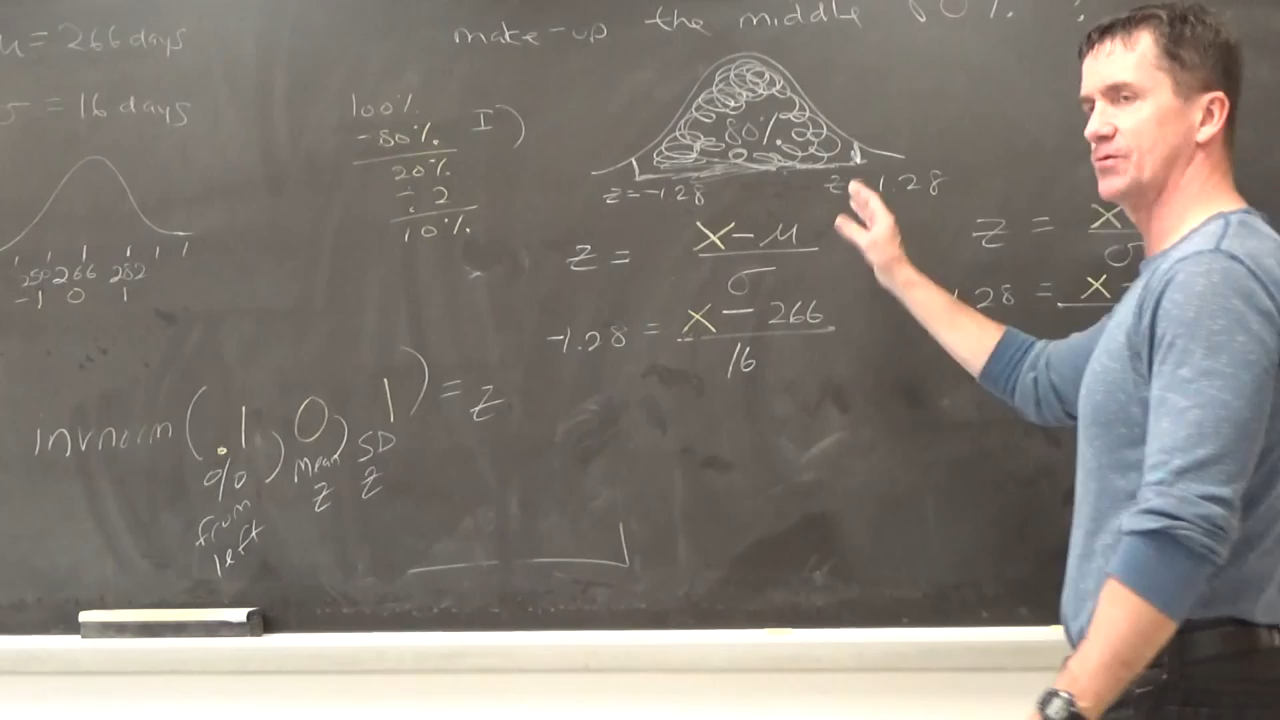 μ = 266 days
σ = 16 days
250 266 282
-1 0 1
100%
-80%
20%
÷ 2
10%
I)
make-up the middle 80% ?
80%
z=-1.28
z=1.28
z = x-μ
σ
-1.28 = x - 266
16
z = x
σ
1.28 = x -
invnorm(.1, 0, 1) = z
% Mean SD
from z z
left